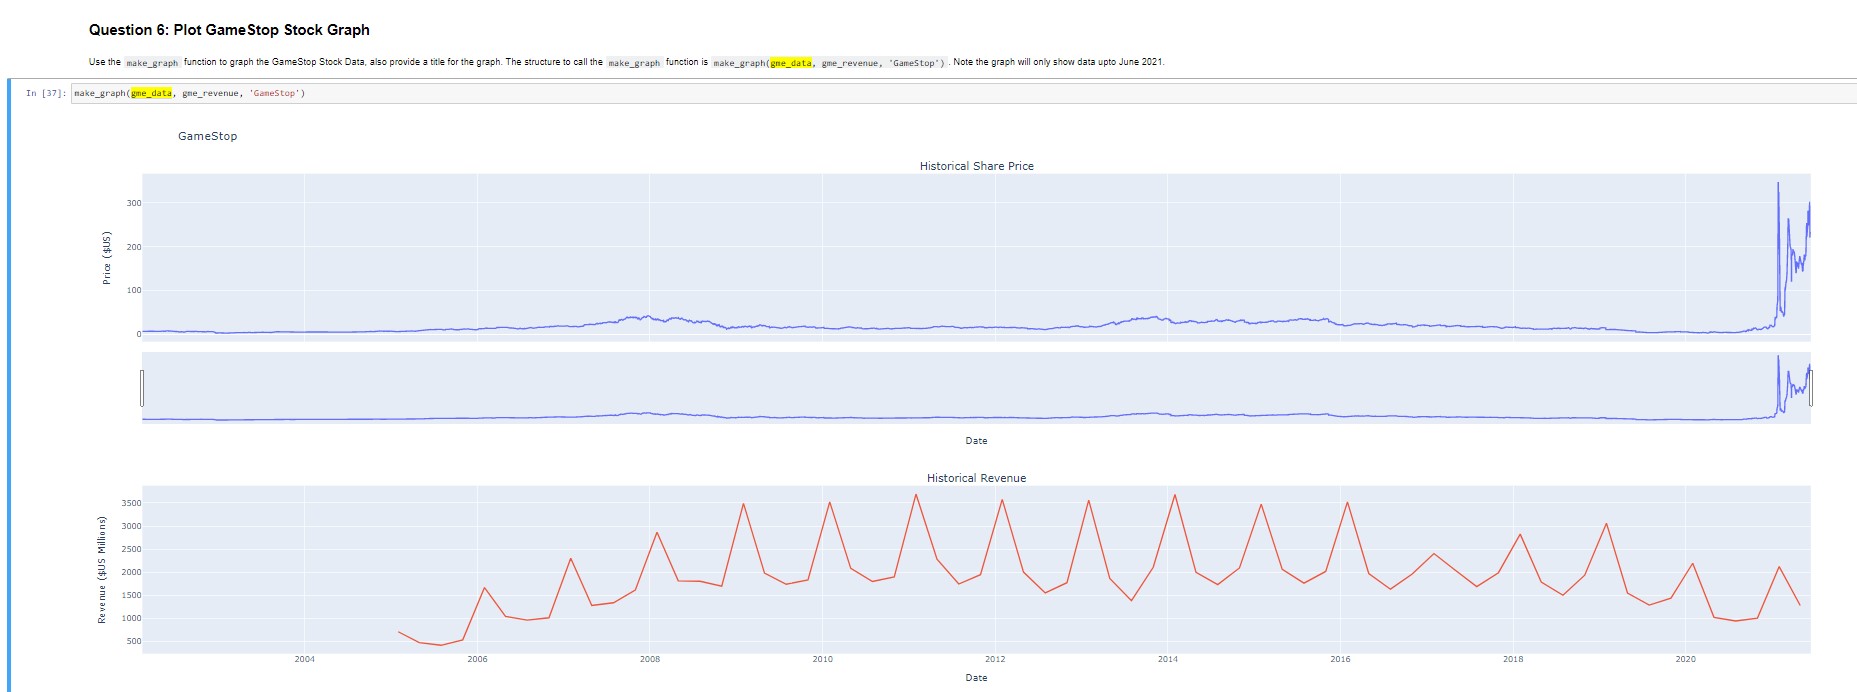 Question 6: Plot GameStop Stock Graph
Use the make_graph function to graph the GameStop Stock Data, also provide a title for the graph. The structure to call the make_graph function is make_graph(gme_data, gme_revenue, 'GameStop') . Note the graph will only show data upto June 2021.
In [37]: make_graph(gme_data, gme_revenue, 'GameStop')
GameStop
Historical Share Price
300
200
100
0
Price ($US)
Date
Historical Revenue
3500
3000
2500
2000
1500
1000
500
Revenue ($US Millions)
2004 2006 2008 2010 2012 2014 2016 2018 2020
Date